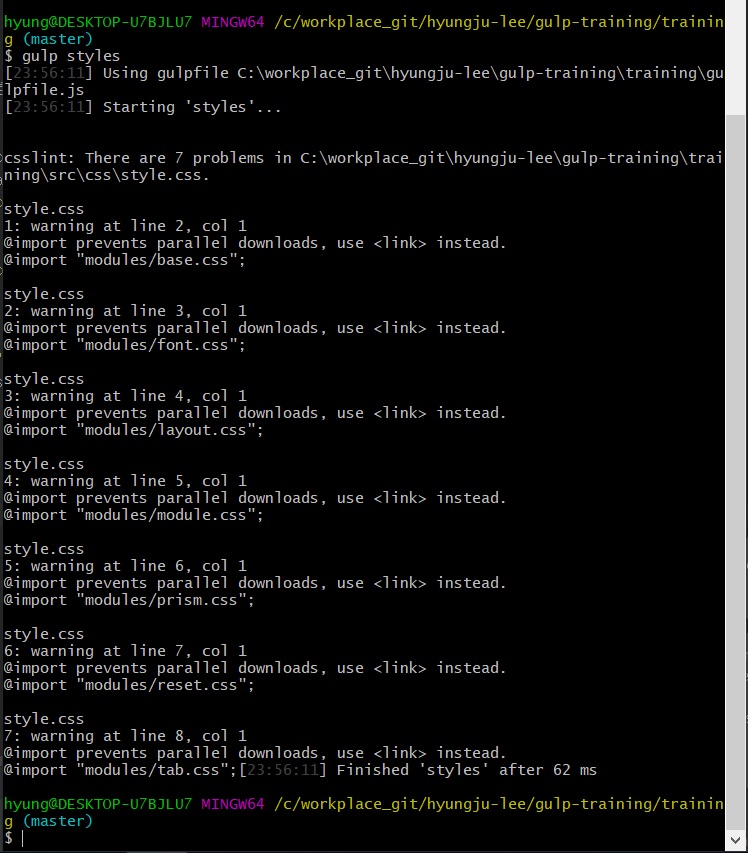 hyung@DESKTOP-U7BJLU7 MINGW64 /c/workplace_git/hyungju-lee/gulp-training/trainin
g (master)
$ gulp styles
[23:56:11] Using gulpfile C:\workplace_git\hyungju-lee\gulp-training\training\gu
lpfile.js
[23:56:11] Starting 'styles'...
csslint: There are 7 problems in C:\workplace_git\hyungju-lee\gulp-training\trai
ning\src\css\style.css.
style.css
1: warning at line 2, col 1
@import prevents parallel downloads, use <link> instead.
@import "modules/base.css";
style.css
2: warning at line 3, col 1
@import prevents parallel downloads, use <link> instead.
@import "modules/font.css";
style.css
3: warning at line 4, col 1
@import prevents parallel downloads, use <link> instead.
@import "modules/layout.css";
style.css
4: warning at line 5, col 1
@import prevents parallel downloads, use <link> instead.
@import "modules/module.css";
style.css
5: warning at line 6, col 1
@import prevents parallel downloads, use <link> instead.
@import "modules/prism.css";
style.css
6: warning at line 7, col 1
@import prevents parallel downloads, use <link> instead.
@import "modules/reset.css";
style.css
7: warning at line 8, col 1
@import prevents parallel downloads, use <link> instead.
@import "modules/tab.css";[23:56:11] Finished 'styles' after 62 ms
hyung@DESKTOP-U7BJLU7 MINGW64 /c/workplace_git/hyungju-lee/gulp-training/trainin
g (master)
$